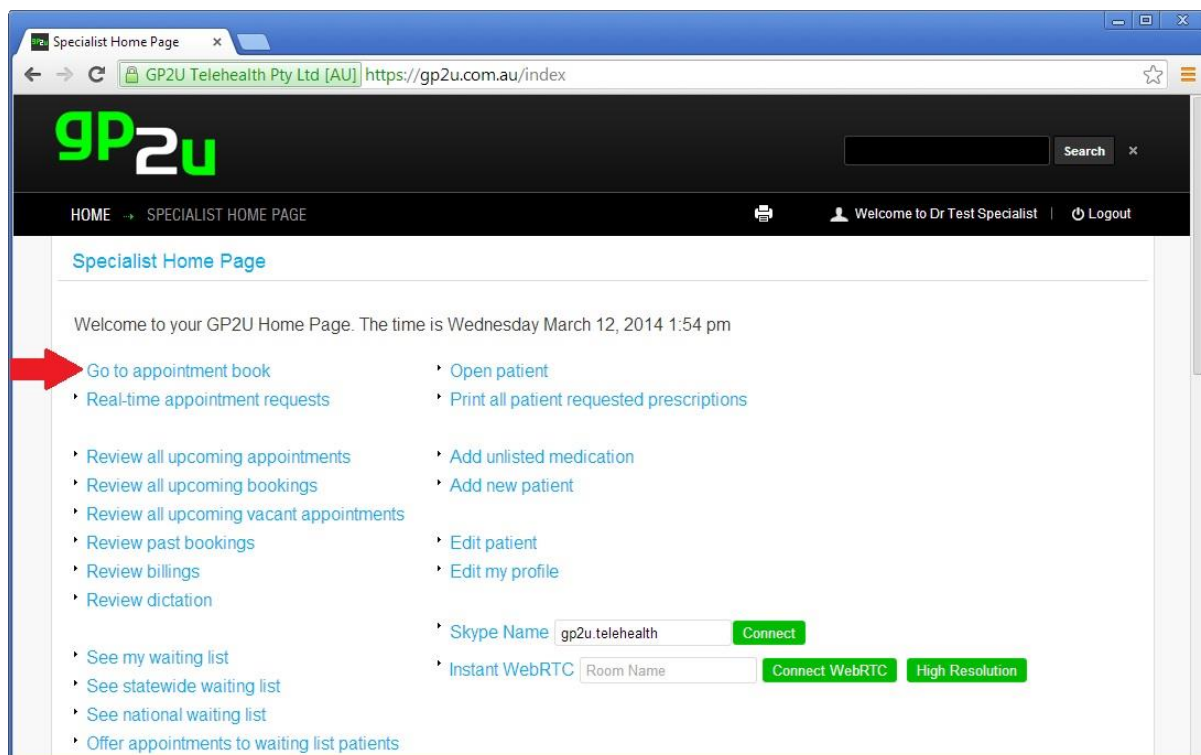 Specialist Home Page
GP2U Telehealth Pty Ltd [AU] https://gp2u.com.au/index
gp2u
Search
HOME SPECIALIST HOME PAGE
Welcome to Dr Test Specialist | Logout
Specialist Home Page
Welcome to your GP2U Home Page. The time is Wednesday March 12, 2014 1:54 pm
Go to appointment book
Real-time appointment requests
Review all upcoming appointments
Review all upcoming bookings
Review all upcoming vacant appointments
Review past bookings
Review billings
Review dictation
See my waiting list
See statewide waiting list
See national waiting list
Offer appointments to waiting list patients
Open patient
Print all patient requested prescriptions
Add unlisted medication
Add new patient
Edit patient
Edit my profile
Skype Name gp2u.telehealth Connect
Instant WebRTC Room Name Connect WebRTC High Resolution